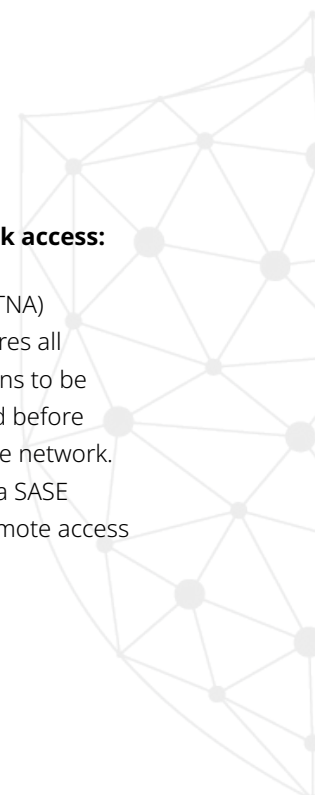 k access:
TNA)
res all
ns to be
d before
e network.
a SASE
mote access